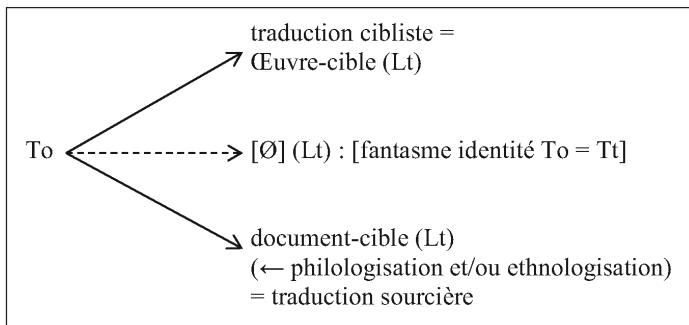 traduction cibliste =
Œuvre-cible (Lt)
To
[Ø] (Lt) : [fantasme identité To = Tt]
document-cible (Lt)
(← philologisation et/ou ethnologisation)
= traduction sourcière